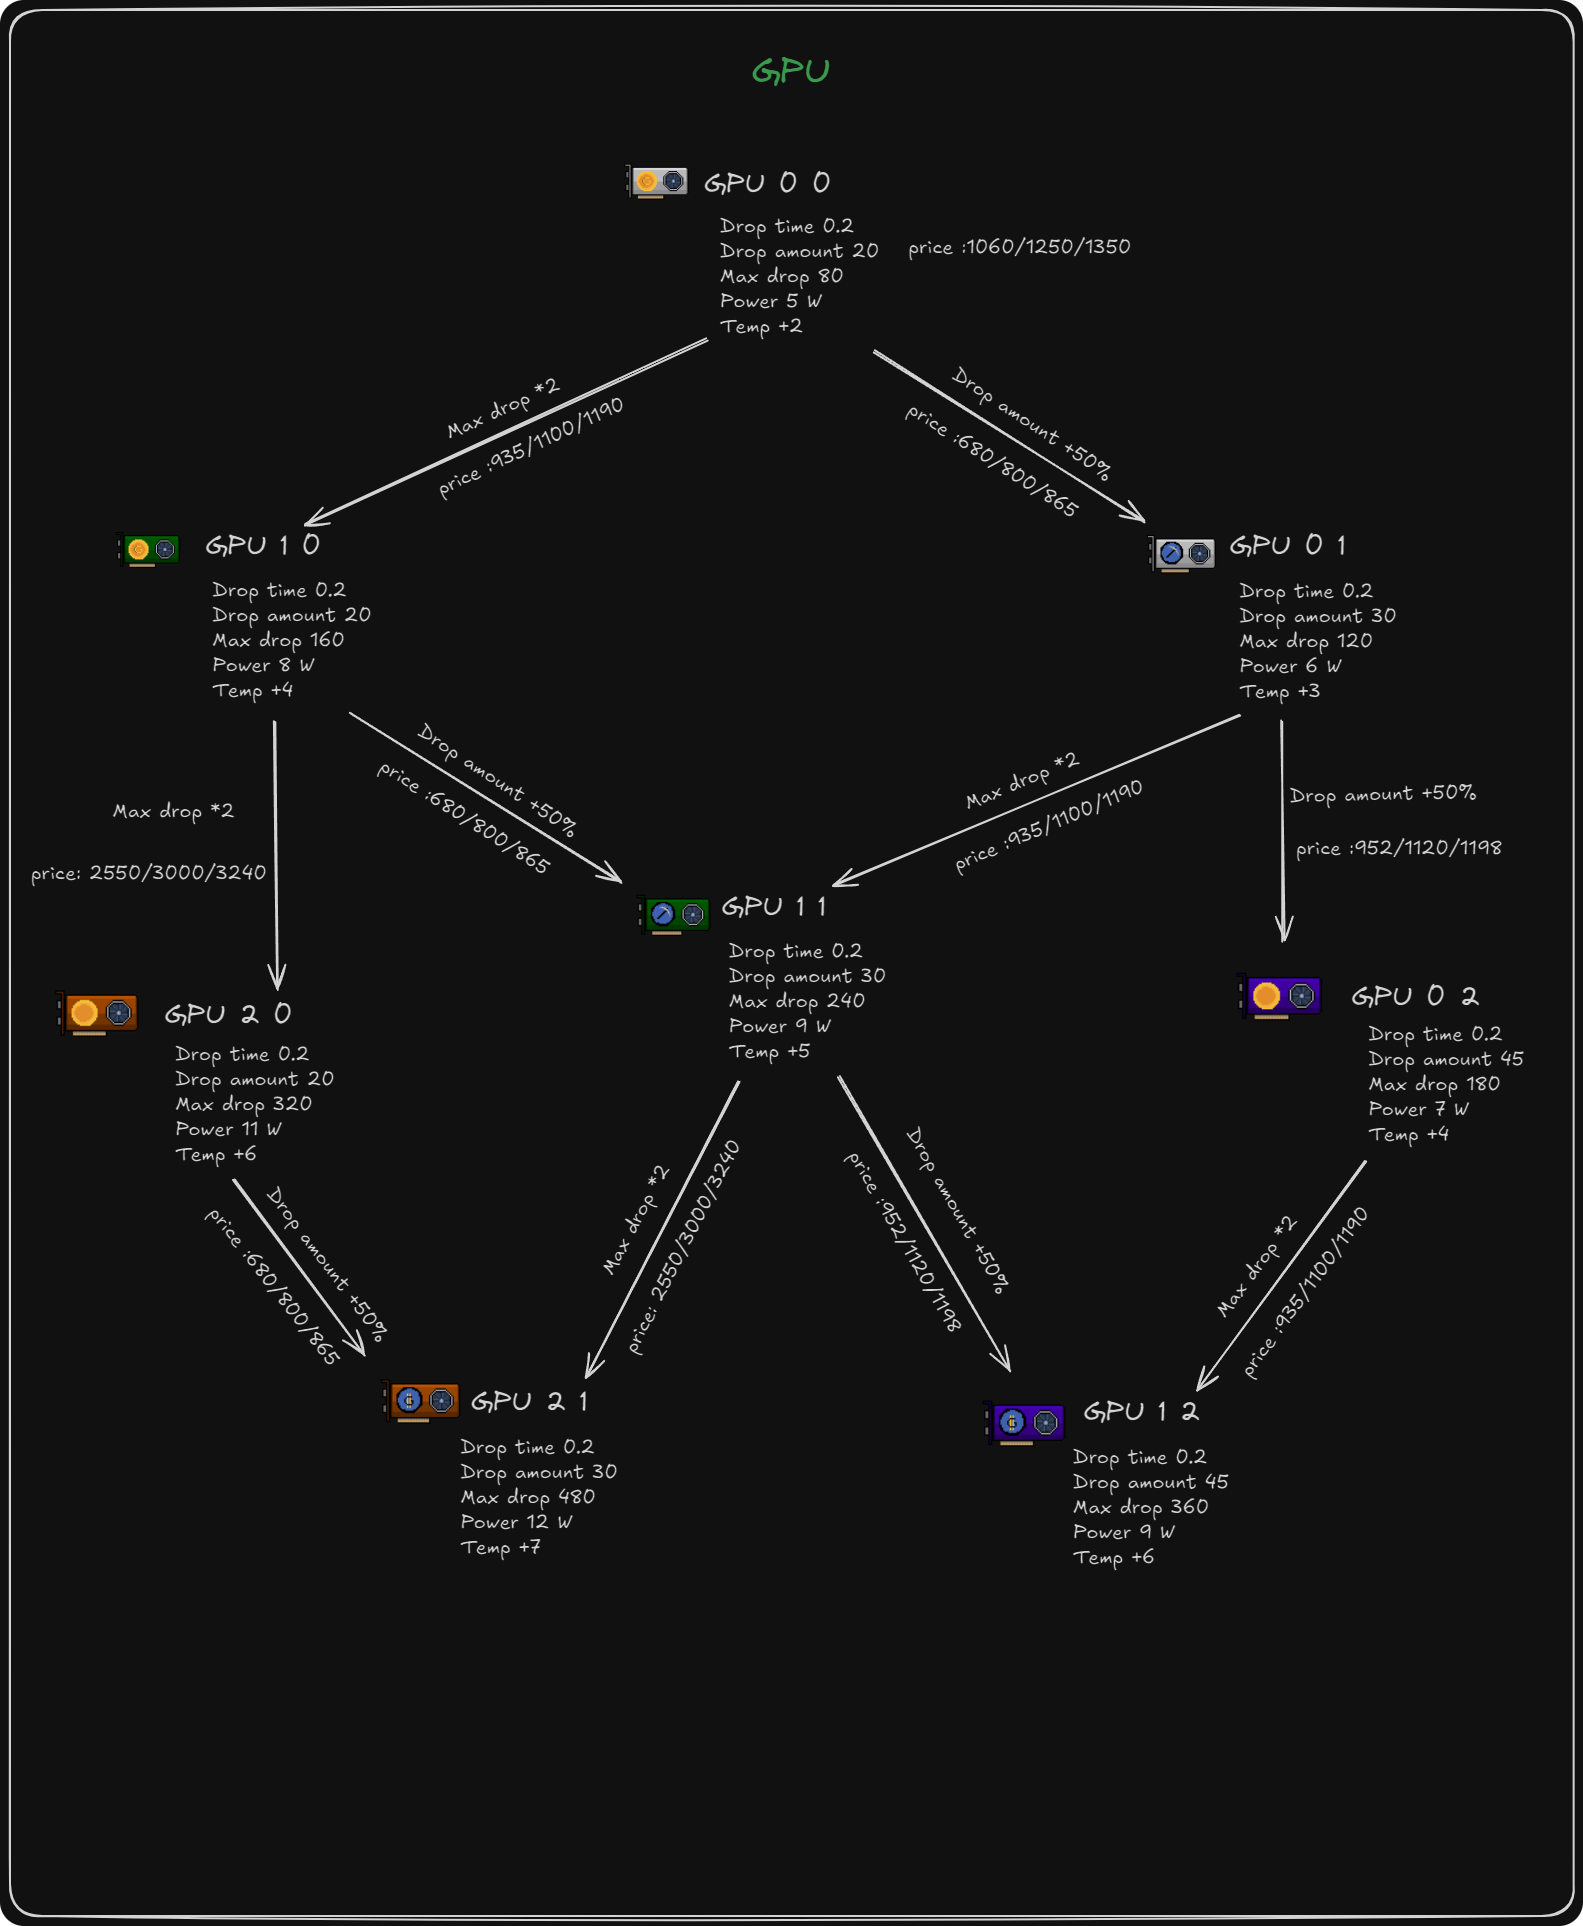 GPU
GPU 0 0
Drop time 0.2
Drop amount 20
Max drop 80
Power 5 W
Temp +2
price :1060/1250/1350
Max drop *2
price :935/1100/1190
Drop amount +50%
price :680/800/865
GPU 1 0
Drop time 0.2
Drop amount 20
Max drop 160
Power 8 W
Temp +4
GPU 0 1
Drop time 0.2
Drop amount 30
Max drop 120
Power 6 W
Temp +3
Max drop *2
price: 2550/3000/3240
Drop amount +50%
price :680/800/865
Max drop *2
price :935/1100/1190
Drop amount +50%
price :952/1120/1198
GPU 1 1
Drop time 0.2
Drop amount 30
Max drop 240
Power 9 W
Temp +5
GPU 2 0
Drop time 0.2
Drop amount 20
Max drop 320
Power 11 W
Temp +6
GPU 0 2
Drop time 0.2
Drop amount 45
Max drop 180
Power 7 W
Temp +4
Drop amount +50%
price :680/800/865
Max drop *2
price: 2550/3000/3240
Drop amount +50%
price :952/1120/1198
Max drop *2
price :935/1100/1190
GPU 2 1
Drop time 0.2
Drop amount 30
Max drop 480
Power 12 W
Temp +7
GPU 1 2
Drop time 0.2
Drop amount 45
Max drop 360
Power 9 W
Temp +6